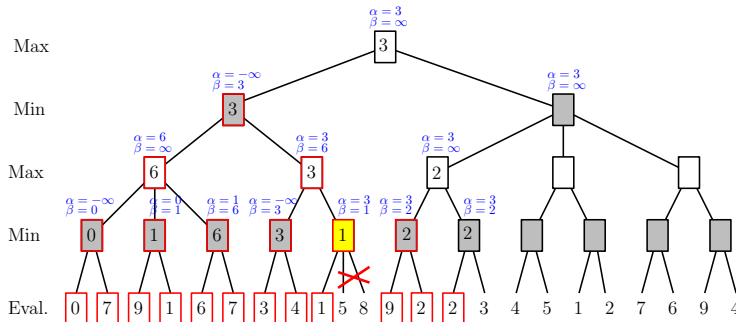 α = 3
β = ∞
Max
3
α = −∞
β = 3
α = 3
β = ∞
Min
3
α = 6
β = ∞
α = 3
β = 6
α = 3
β = ∞
Max
6
3
2
α = −∞
β = 0
α = 0
β = 1
α = 1
β = 6
α = −∞
β = 3
α = 3
β = 1
α = 3
β = 2
α = 3
β = 2
Min
0 1 6 3 1 2 2
Eval. 0 7 9 1 6 7 3 4 1 5 8 9 2 2 3 4 5 1 2 7 6 9 4